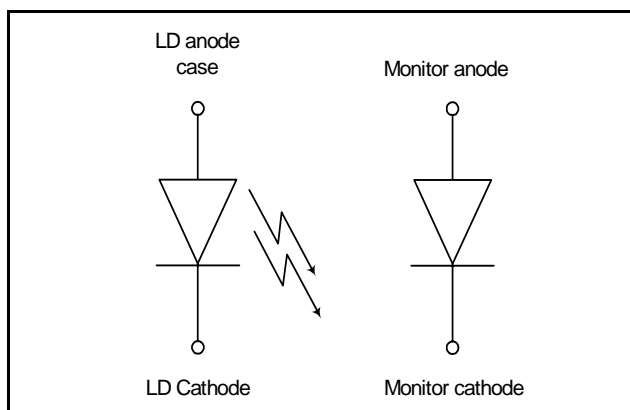 LD anode
case
Monitor anode
LD Cathode
Monitor cathode